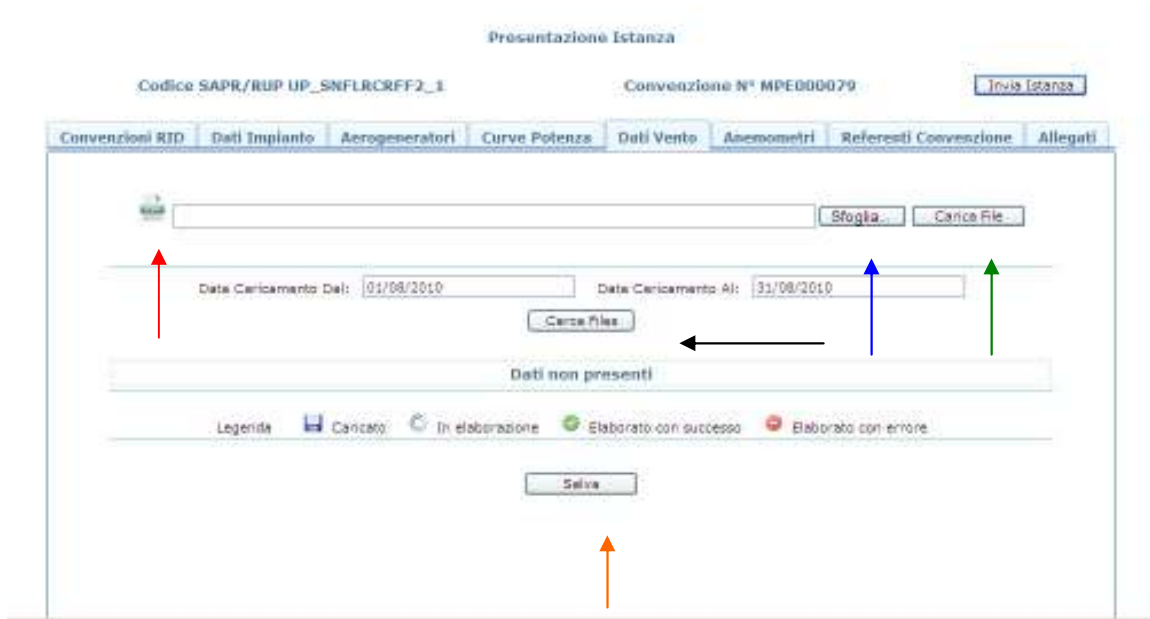 Presentazione Istanza
Codice SAPR/RUP UP_SNFLRCRFF2_1 Convenzione N° MPE000079 Invia Istanza
Convenzioni RID Dati Impianto Aerogeneratori Curve Potenza Dati Vento Anemometri Referenti Convenzione Allegati
Sfoglia... Carica File
Data Caricamento Dal: 01/08/2010 Data Caricamento Al: 31/08/2010
Cerca Files
Dati non presenti
Legenda Caricato In elaborazione Elaborato con successo Elaborato con errore
Salva